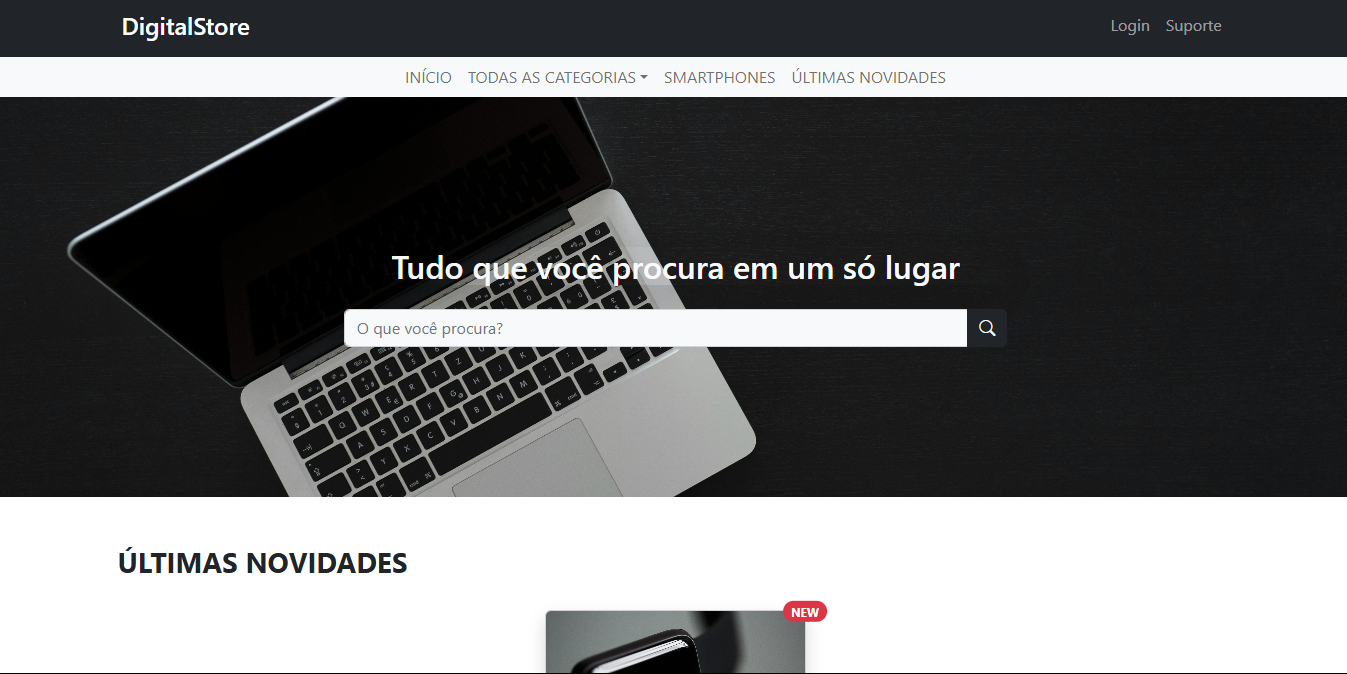 DigitalStore
Login Suporte
INÍCIO TODAS AS CATEGORIAS SMARTPHONES ÚLTIMAS NOVIDADES
Tudo que você procura em um só lugar
O que você procura?
ÚLTIMAS NOVIDADES
NEW